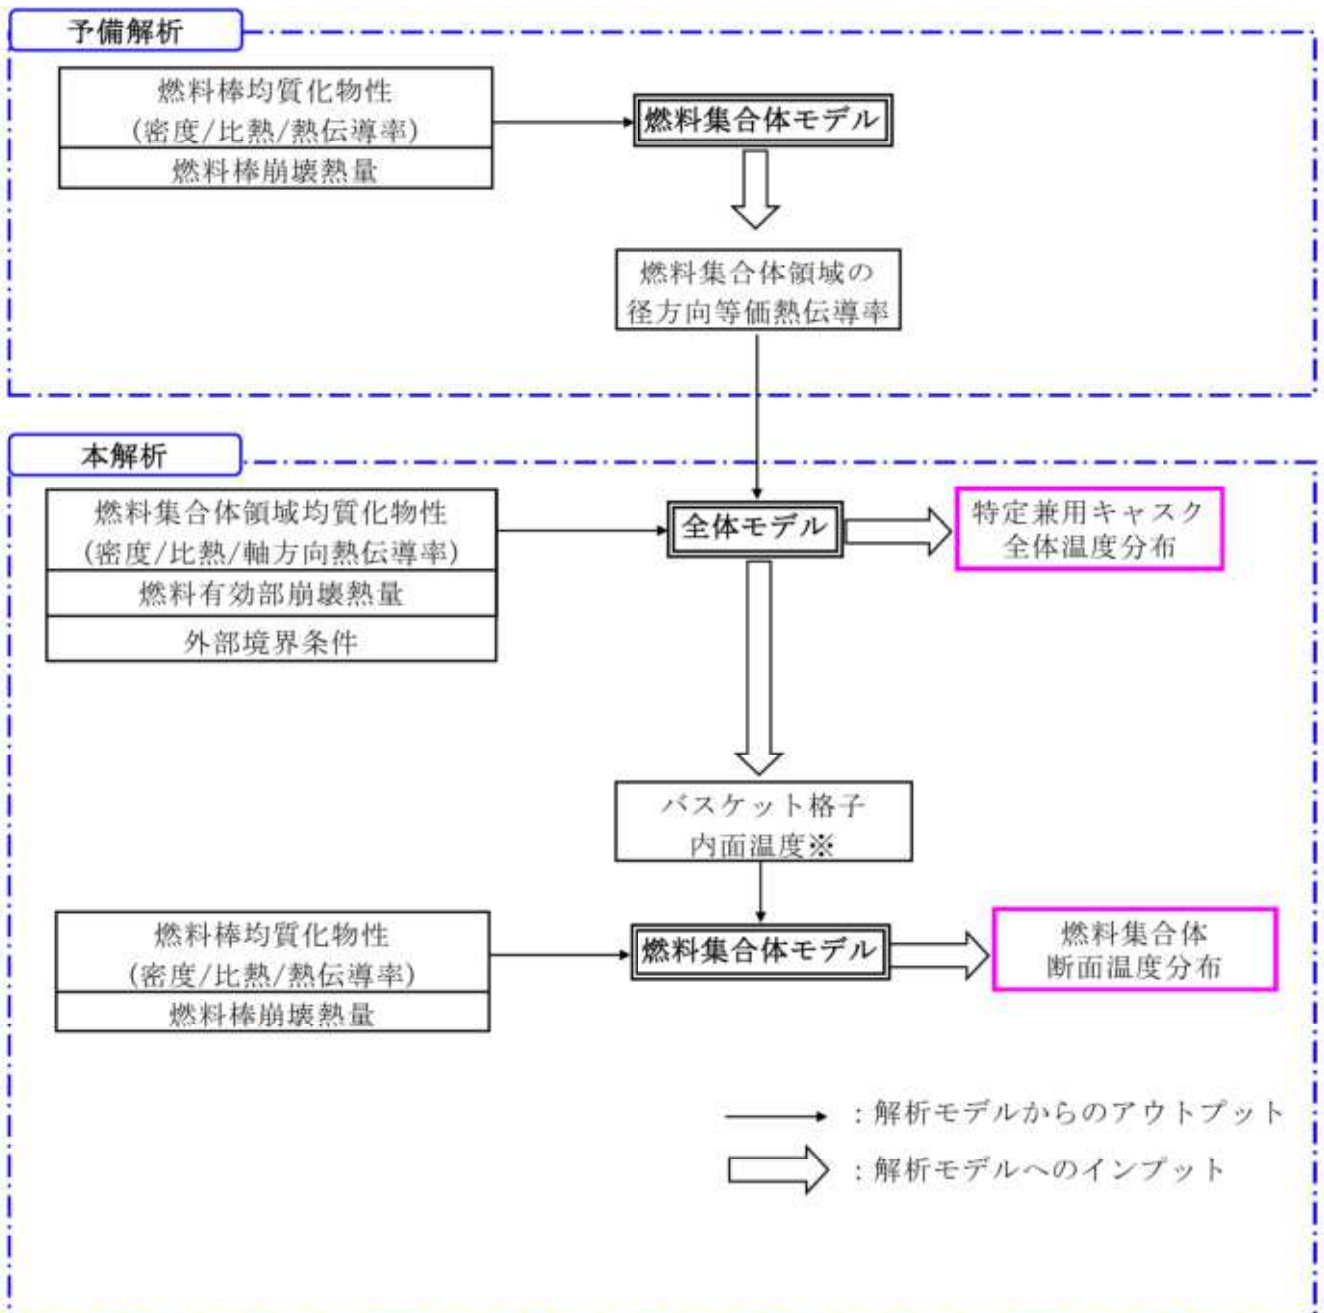 予備解析
燃料棒均質化物性
(密度/比熱/熱伝導率)
燃料棒崩壊熱量
燃料集合体モデル
燃料集合体領域の
径方向等価熱伝導率
本解析
燃料集合体領域均質化物性
(密度/比熱/軸方向熱伝導率)
燃料有効部崩壊熱量
外部境界条件
全体モデル
特定兼用キャスク
全体温度分布
バスケット格子
内面温度※
燃料棒均質化物性
(密度/比熱/熱伝導率)
燃料棒崩壊熱量
燃料集合体モデル
燃料集合体
断面温度分布
：解析モデルからのアウトプット
：解析モデルへのインプット